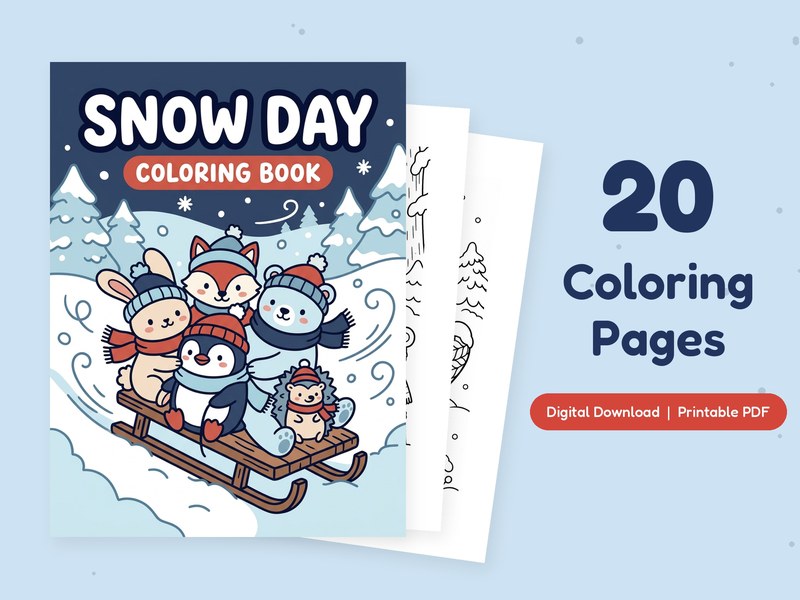 SNOW DAY
COLORING BOOK
20
Coloring
Pages
Digital Download | Printable PDF